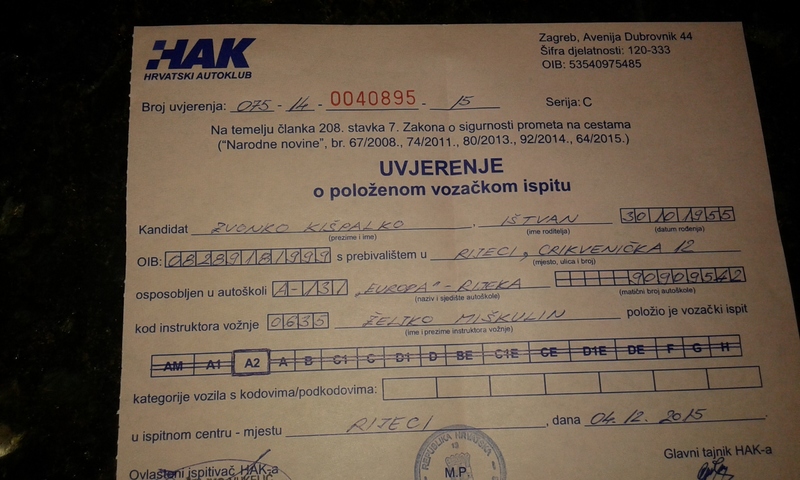 HAK
HRVATSKI AUTOKLUB
Zagreb, Avenija Dubrovnik 44
Šifra djelatnosti: 120-333
OIB: 53540975485
Broj uvjerenja: 075 - 14 - 0040895 - 15 Serija: C
Na temelju članka 208. stavka 7. Zakona o sigurnosti prometa na cestama
("Narodne novine", br. 67/2008., 74/2011., 80/2013., 92/2014., 64/2015.)
UVJERENJE
o položenom vozačkom ispitu
Kandidat ZVONKO KIŠPALKO, IŠTVAN 30101955
(prezime i ime) (ime roditelja) (datum rođenja)
OIB: 08289181999 s prebivalištem u RIJECI, CRIKVENIČKA 12
(mjesto, ulica i broj)
osposobljen u autoškoli A-131 „EUROPA"-RIJEKA 90909542
(naziv i sjedište autoškole) (matični broj autoškole)
kod instruktora vožnje 0635 ŽELJKO MIŠKULIN položio je vozački ispit
(ime i prezime instruktora vožnje)
AM A1 A2 A B C1 C D1 D BE C1E CE D1E DE F G H
kategorije vozila s kodovima/podkodovima:
u ispitnom centru - mjestu RIJECI, dana 04.12.2015.
Ovlašteni ispitivač HAK-a
REPUBLIKA HRVATSKA
M.P.
Glavni tajnik HAK-a